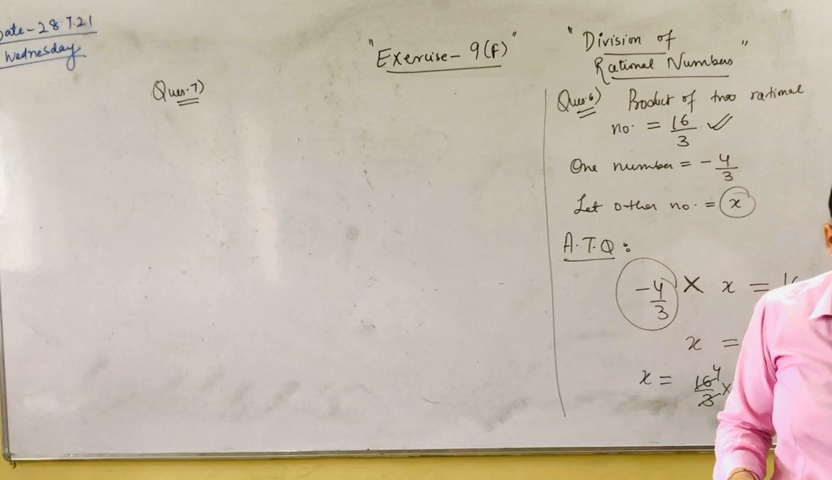 Date-28.7.21
Wednesday
"Exercise-9(F)"
"Division of
Rational Numbers"
Ques.7)
Ques.6) Product of two rational
no. = 16/3 ✓
One number = -4/3
Let other no. = x
A.T.Q:
-4/3 × x =
x =
x = 16 4/3 ×